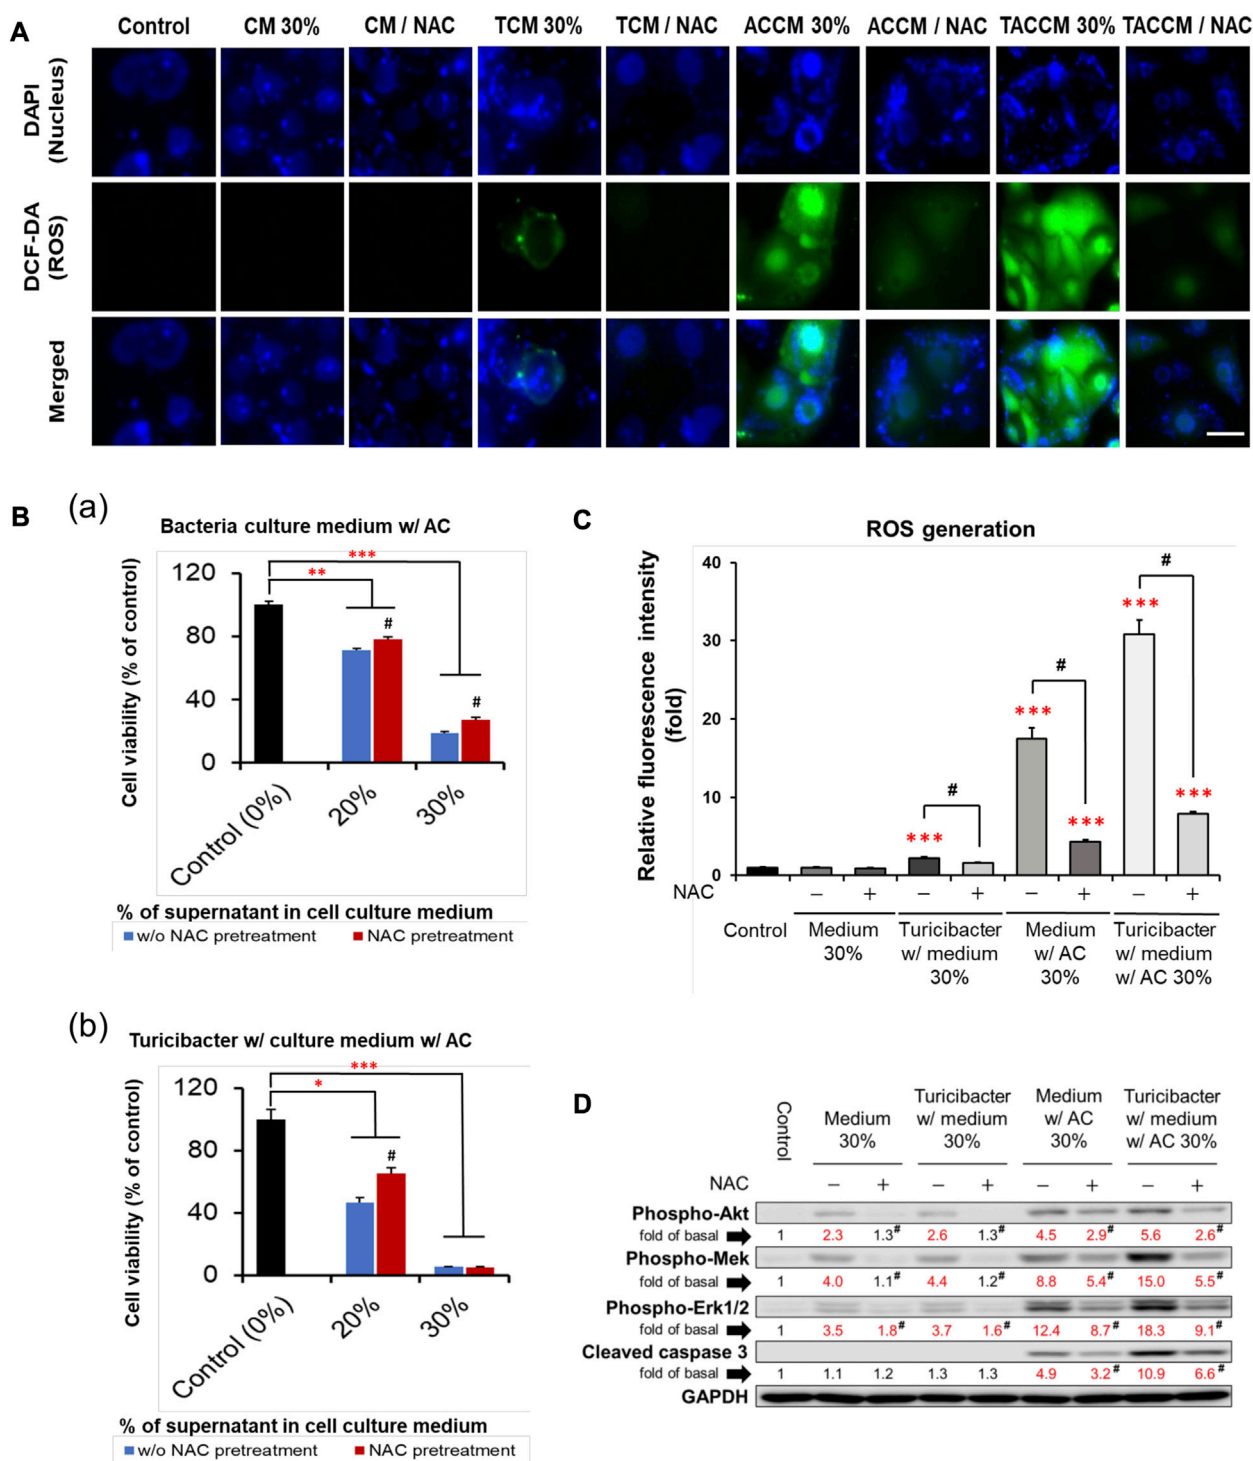 A
Control CM 30% CM / NAC TCM 30% TCM / NAC ACCM 30% ACCM / NAC TACCM 30% TACCM / NAC
DAPI
(Nucleus)
DCF-DA
(ROS)
Merged
B
(a)
Bacteria culture medium w/ AC
Cell viability (% of control)
***
**
120
80
40
0
#
#
Control (0%)
20%
30%
% of supernatant in cell culture medium
w/o NAC pretreatment NAC pretreatment
(b)
Turicibacter w/ culture medium w/ AC
Cell viability (% of control)
***
*
120
80
40
0
#
Control (0%)
20%
30%
% of supernatant in cell culture medium
w/o NAC pretreatment NAC pretreatment
C
ROS generation
Relative fluorescence intensity
(fold)
40
30
20
10
0
#
***
#
***
***
#
***
***
NAC – + – + – + – +
Control
Medium
30%
Turicibacter
w/ medium
30%
Medium
w/ AC
30%
Turicibacter
w/ medium
w/ AC 30%
D
Control
Medium
30%
Turicibacter
w/ medium
30%
Medium
w/ AC
30%
Turicibacter
w/ medium
w/ AC 30%
NAC – + – + – + – +
Phospho-Akt
fold of basal 1 2.3 1.3# 2.6 1.3# 4.5 2.9# 5.6 2.6#
Phospho-Mek
fold of basal 1 4.0 1.1# 4.4 1.2# 8.8 5.4# 15.0 5.5#
Phospho-Erk1/2
fold of basal 1 3.5 1.8# 3.7 1.6# 12.4 8.7# 18.3 9.1#
Cleaved caspase 3
fold of basal 1 1.1 1.2 1.3 1.3 4.9 3.2# 10.9 6.6#
GAPDH